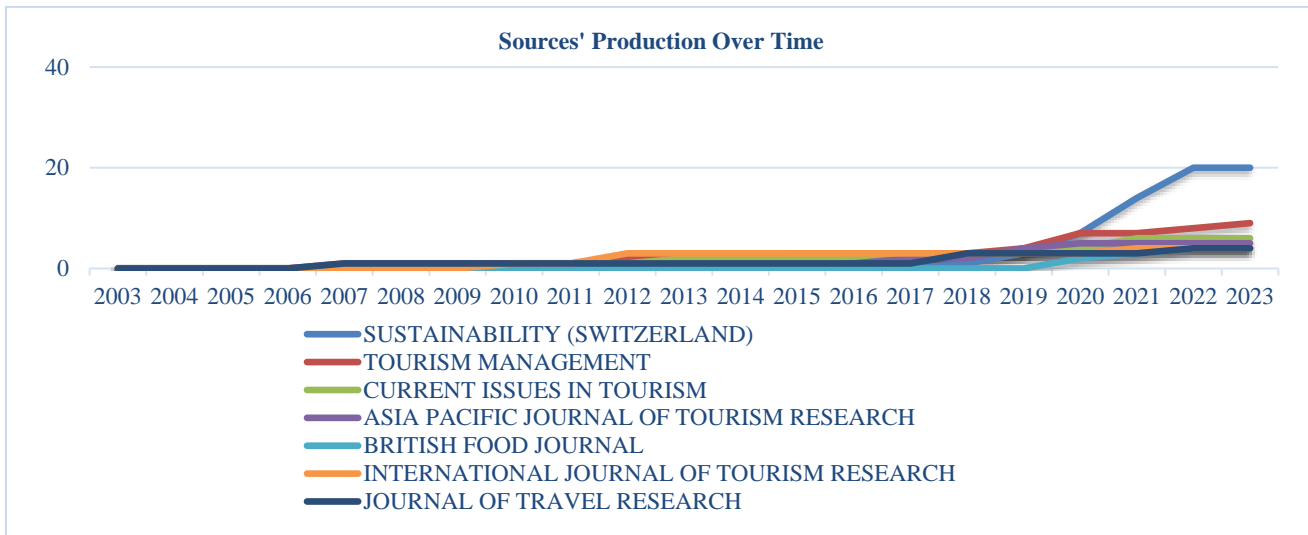 Sources' Production Over Time
40
20
0
2003 2004 2005 2006 2007 2008 2009 2010 2011 2012 2013 2014 2015 2016 2017 2018 2019 2020 2021 2022 2023
SUSTAINABILITY (SWITZERLAND)
TOURISM MANAGEMENT
CURRENT ISSUES IN TOURISM
ASIA PACIFIC JOURNAL OF TOURISM RESEARCH
BRITISH FOOD JOURNAL
INTERNATIONAL JOURNAL OF TOURISM RESEARCH
JOURNAL OF TRAVEL RESEARCH